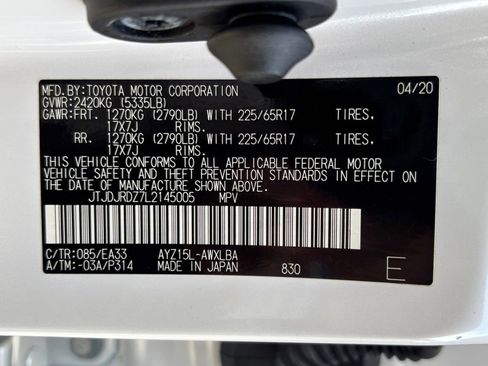 MFD.BY:TOYOTA MOTOR CORPORATION 04/20
GVWR:2420KG (5335LB)
GAWR:FRT. 1270KG (2790LB) WITH 225/65R17 TIRES,
17X7J RIMS.
RR. 1270KG (2790LB) WITH 225/65R17 TIRES,
17X7J RIMS.
THIS VEHICLE CONFORMS TO ALL APPLICABLE FEDERAL MOTOR
VEHICLE SAFETY AND THEFT PREVENTION STANDARDS IN EFFECT
ON THE DATE OF MANUFACTURE SHOWN ABOVE.
JTJDJRDZ7L2145005 MPV
C/TR:085/EA33 AYZ15L-AWXLBA
A/TM:-03A/P314 MADE IN JAPAN 830 E